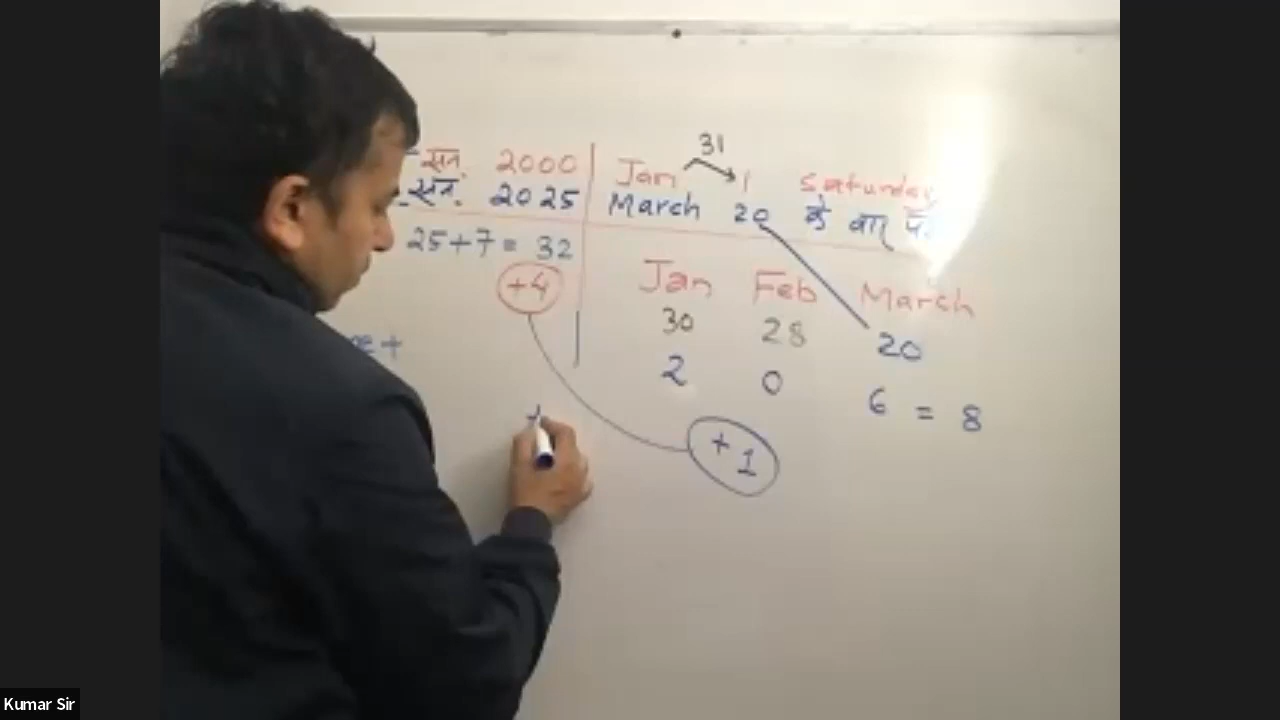 सन. 2000 Jan 31 1 Saturday
सन. 2025 March 20 के बार
25+7 = 32
+4
Jan Feb March
30 28 20
2 0 6 = 8
+ 1
+
Kumar Sir